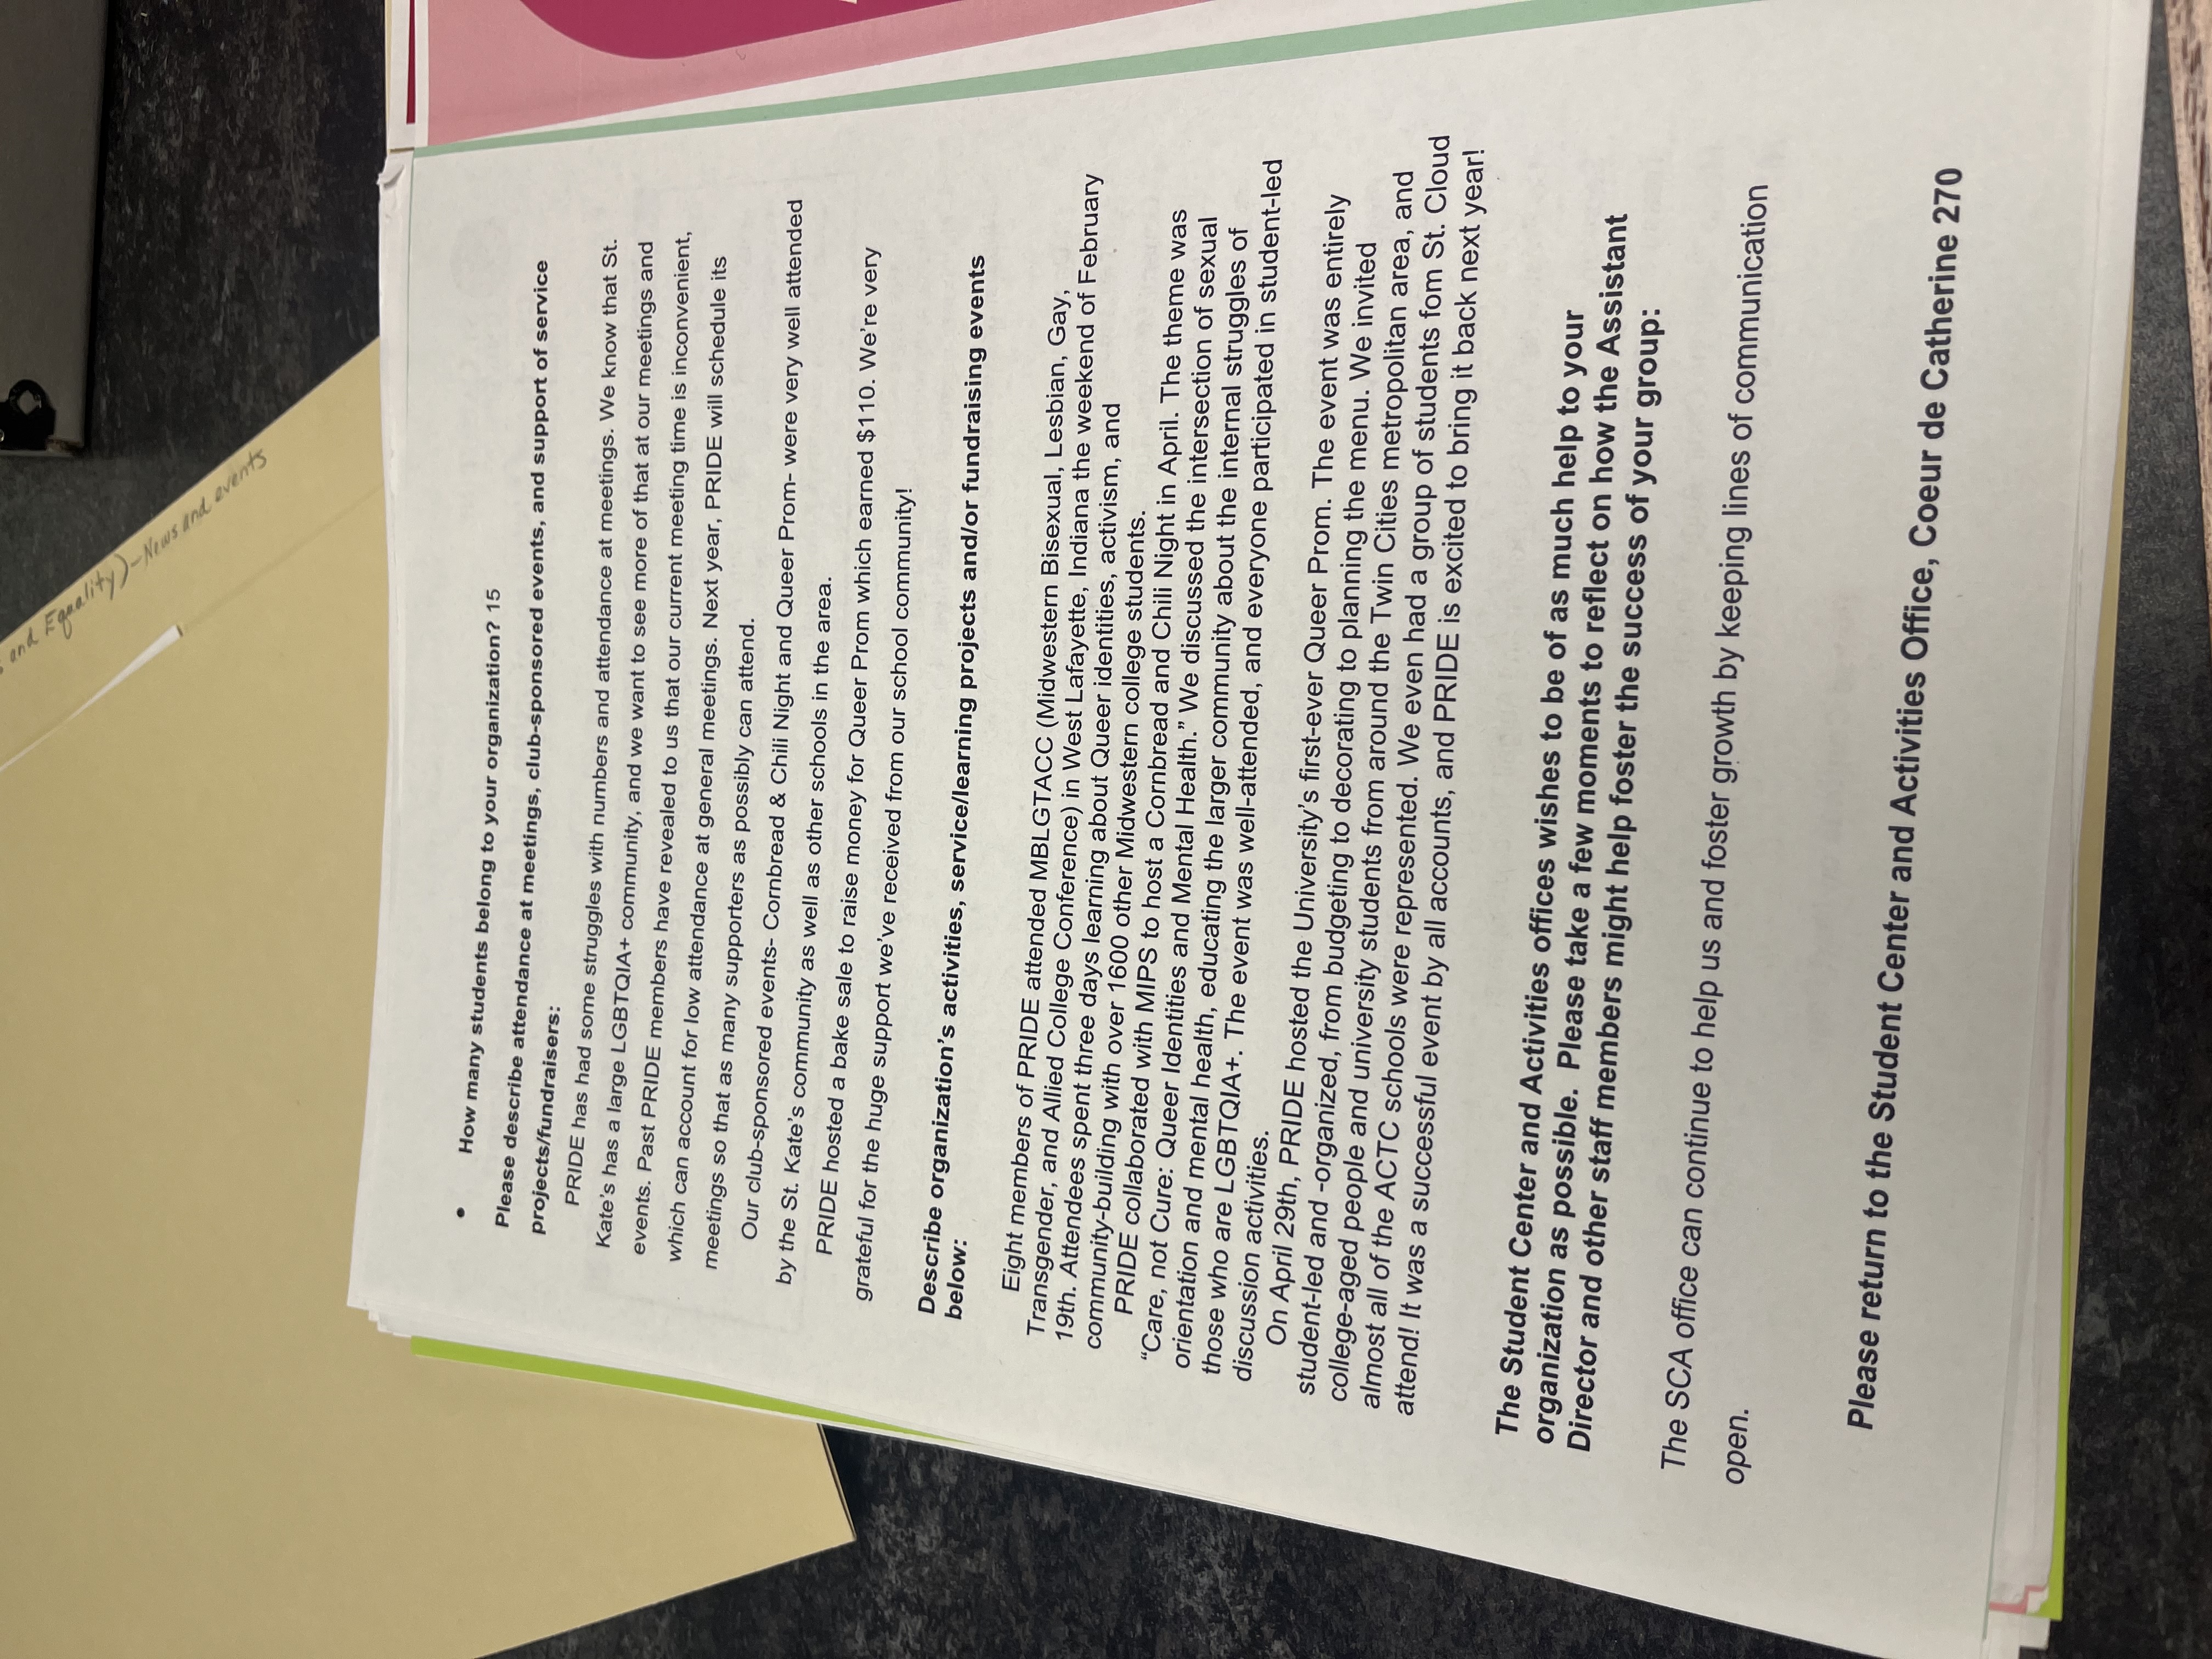 and Equality) - News and events
• How many students belong to your organization? 15
Please describe attendance at meetings, club-sponsored events, and support of service
projects/fundraisers:
PRIDE has had some struggles with numbers and attendance at meetings. We know that St.
Kate's has a large LGBTQIA+ community, and we want to see more of that at our meetings and
events. Past PRIDE members have revealed to us that our current meeting time is inconvenient,
which can account for low attendance at general meetings. Next year, PRIDE will schedule its
meetings so that as many supporters as possibly can attend.
Our club-sponsored events- Cornbread & Chili Night and Queer Prom- were very well attended
by the St. Kate's community as well as other schools in the area.
PRIDE hosted a bake sale to raise money for Queer Prom which earned $110. We're very
grateful for the huge support we've received from our school community!
Describe organization's activities, service/learning projects and/or fundraising events
below:
Eight members of PRIDE attended MBLGTACC (Midwestern Bisexual, Lesbian, Gay,
Transgender, and Allied College Conference) in West Lafayette, Indiana the weekend of February
19th. Attendees spent three days learning about Queer identities, activism, and
community-building with over 1600 other Midwestern college students.
PRIDE collaborated with MIPS to host a Cornbread and Chili Night in April. The theme was
“Care, not Cure: Queer Identities and Mental Health.” We discussed the intersection of sexual
orientation and mental health, educating the larger community about the internal struggles of
those who are LGBTQIA+. The event was well-attended, and everyone participated in student-led
discussion activities.
On April 29th, PRIDE hosted the University's first-ever Queer Prom. The event was entirely
student-led and -organized, from budgeting to decorating to planning the menu. We invited
college-aged people and university students from around the Twin Cities metropolitan area, and
almost all of the ACTC schools were represented. We even had a group of students fom St. Cloud
attend! It was a successful event by all accounts, and PRIDE is excited to bring it back next year!
The Student Center and Activities offices wishes to be of as much help to your
organization as possible. Please take a few moments to reflect on how the Assistant
Director and other staff members might help foster the success of your group:
The SCA office can continue to help us and foster growth by keeping lines of communication
open.
Please return to the Student Center and Activities Office, Coeur de Catherine 270